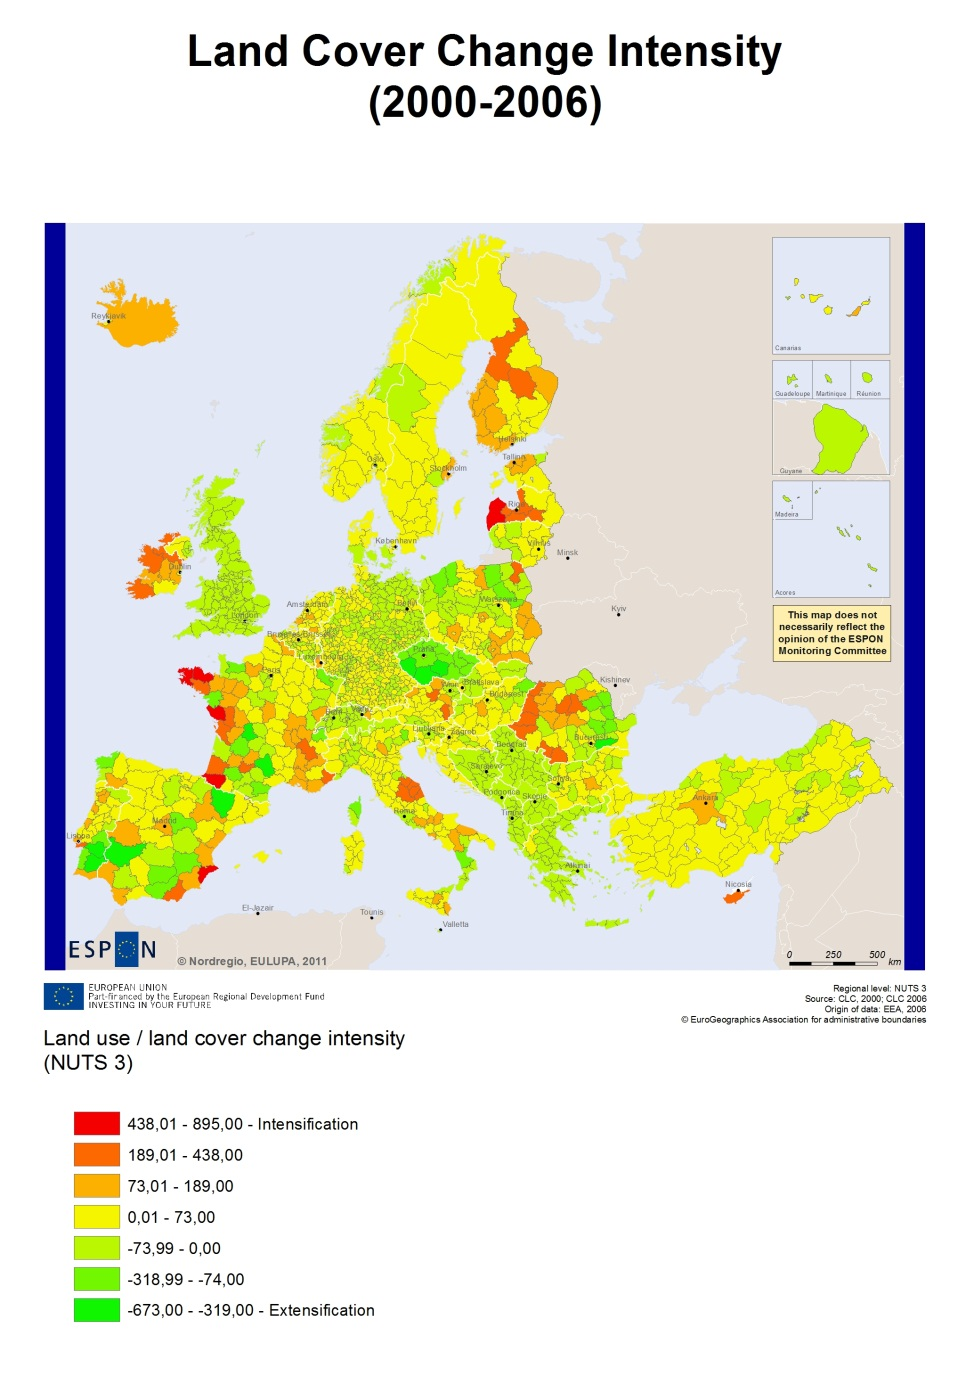 Land Cover Change Intensity
(2000-2006)
Reykjavik
Canarias
Guadeloupe
Martinique
Réunion
Guyane
Madeira
Acores
Helsinki
Tallinn
Oslo
Stockholm
Riga
København
Vilnius
Minsk
Dublin
Amsterdam
Berlin
Warszawa
London
Kyiv
This map does not
necessarily reflect the
opinion of the ESPON
Monitoring Committee
Praha
Paris
Wien
Bratislava
Budapest
Kishinev
Bern
Vaduz
Ljubljana
Zagreb
Beograd
Bucuresti
Sarajevo
Sofiya
Podgorica
Skopje
Roma
Tirana
Ankara
Madrid
Lisboa
Athinai
Nicosia
El-Jazair
Tounis
Valletta
ESPON
© Nordregio, EULUPA, 2011
0 250 500
km
EUROPEAN UNION
Part-financed by the European Regional Development Fund
INVESTING IN YOUR FUTURE
Regional level: NUTS 3
Source: CLC, 2000; CLC 2006
Origin of data: EEA, 2006
© EuroGeographics Association for administrative boundaries
Land use / land cover change intensity
(NUTS 3)
438,01 - 895,00 - Intensification
189,01 - 438,00
73,01 - 189,00
0,01 - 73,00
-73,99 - 0,00
-318,99 - -74,00
-673,00 - -319,00 - Extensification